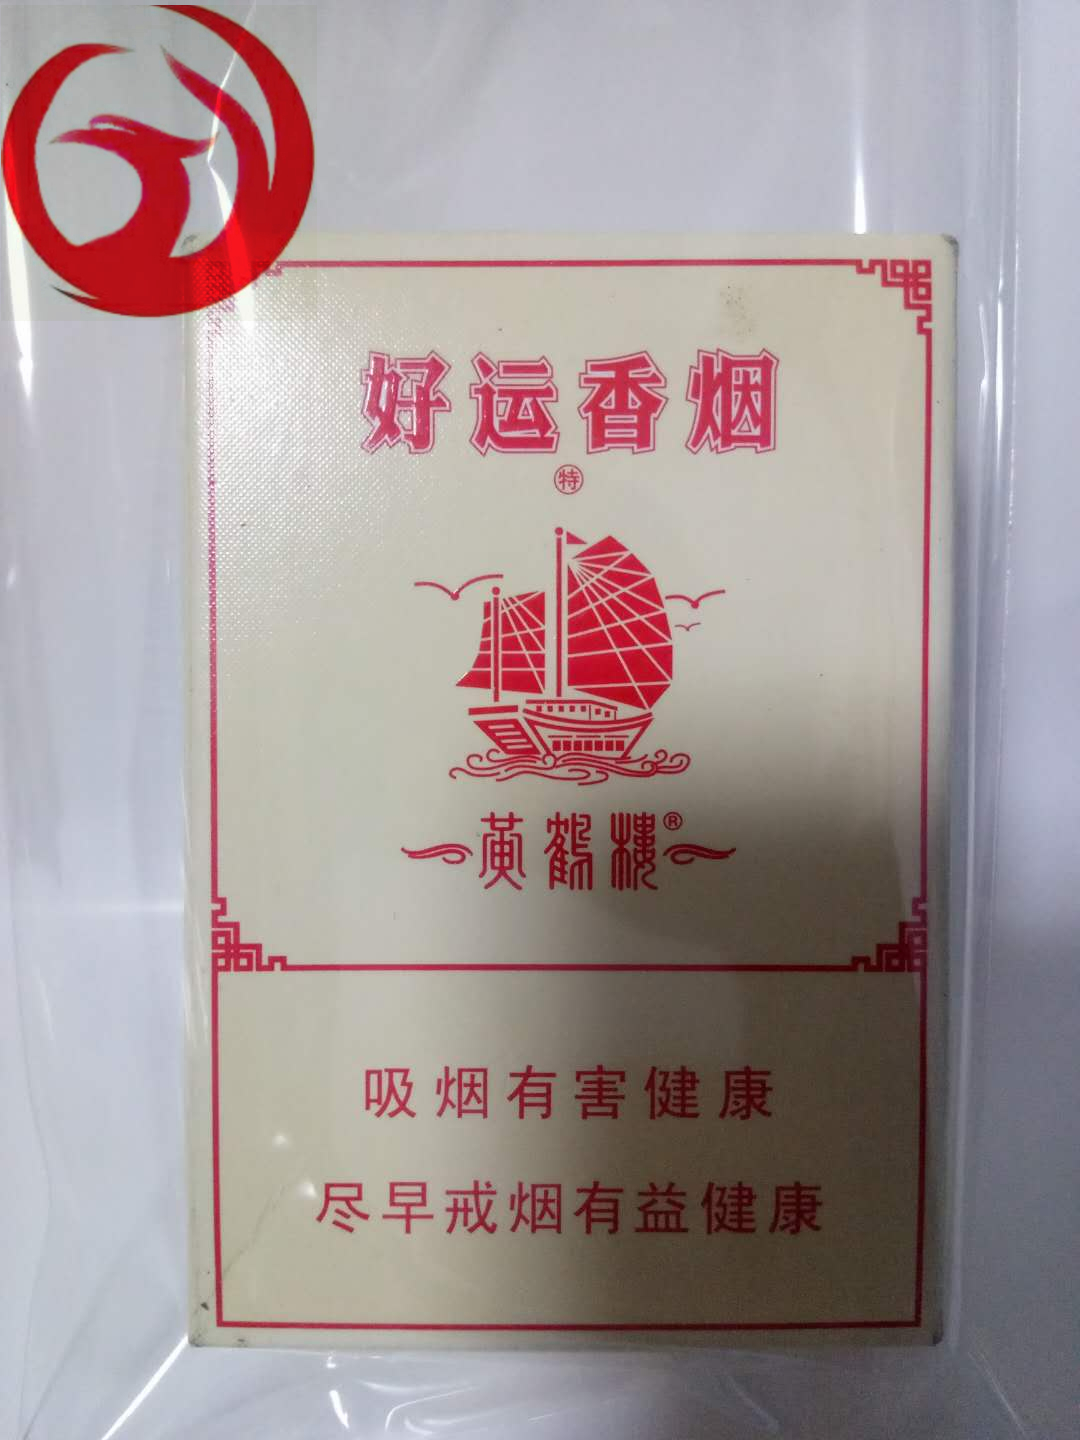 好运香烟
特
黄鹤楼®
吸烟有害健康
尽早戒烟有益健康